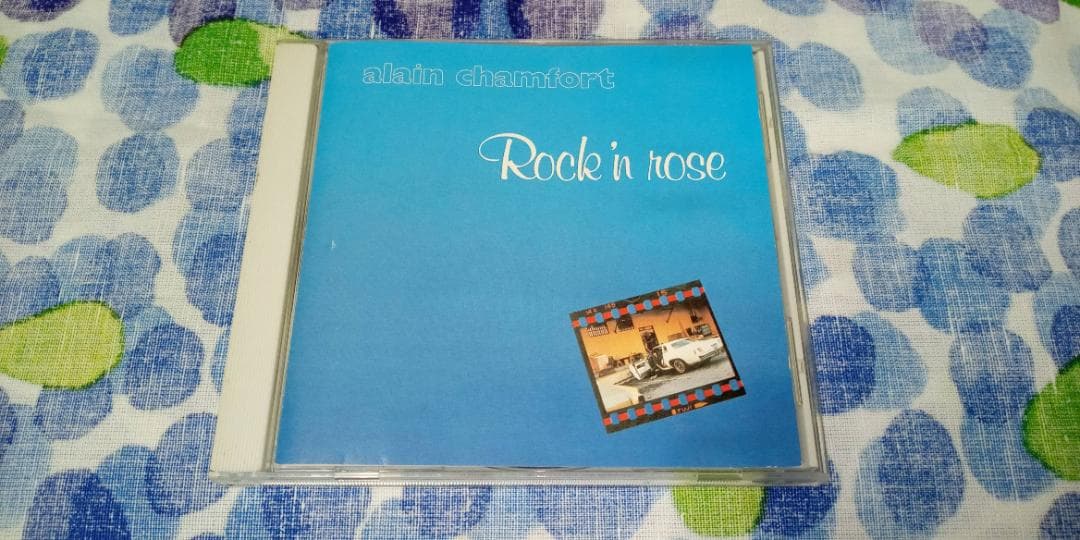 alain chamfort
Rock'n rose